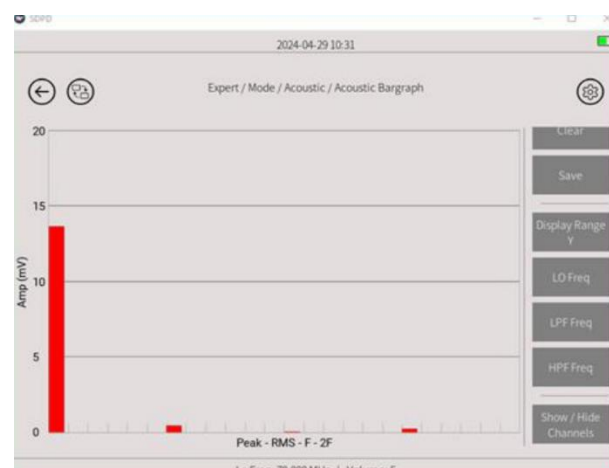 SDPD
2024-04-29 10:31
Expert / Mode / Acoustic / Acoustic Bargraph
Clear
Save
Display Range
Y
LO Freq
LPF Freq
HPF Freq
Show / Hide
Channels
20
15
10
5
0
Amp (mV)
Peak - RMS - F - 2F